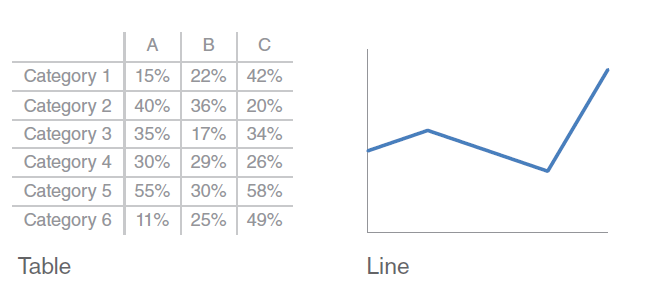 A B C
Category 1 15% 22% 42%
Category 2 40% 36% 20%
Category 3 35% 17% 34%
Category 4 30% 29% 26%
Category 5 55% 30% 58%
Category 6 11% 25% 49%
Table
Line